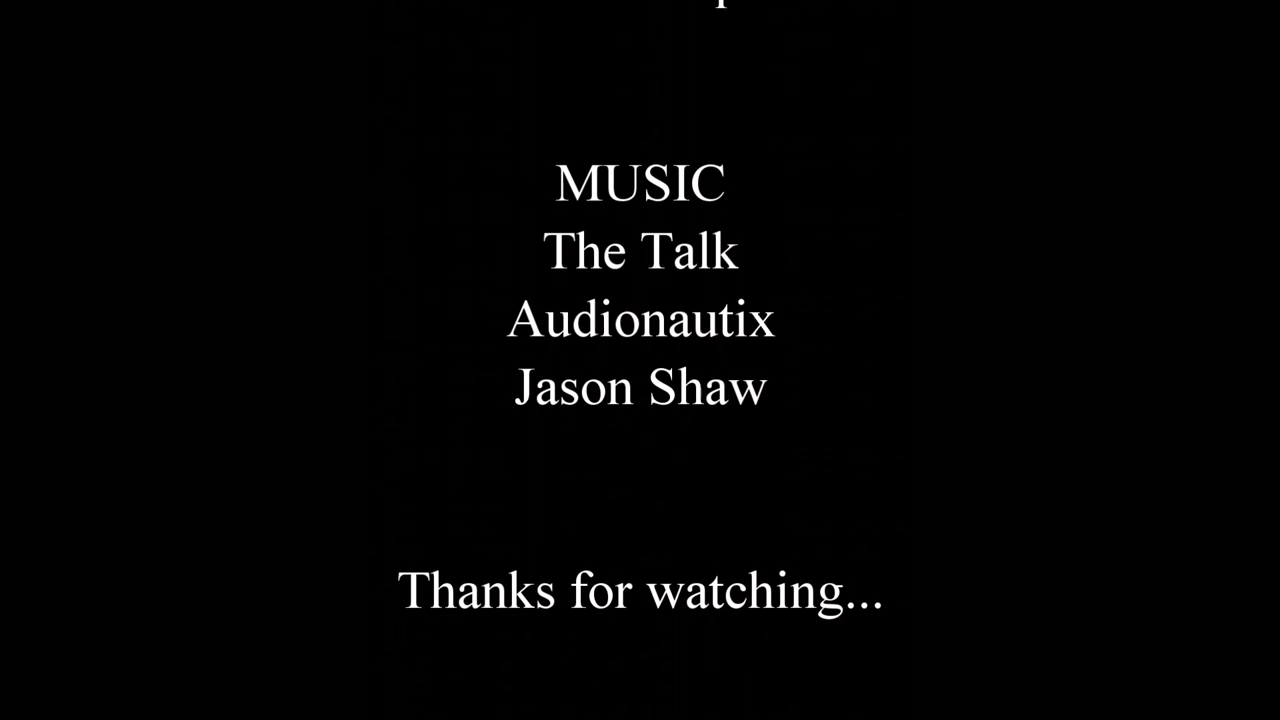 MUSIC
The Talk
Audionautix
Jason Shaw
Thanks for watching...